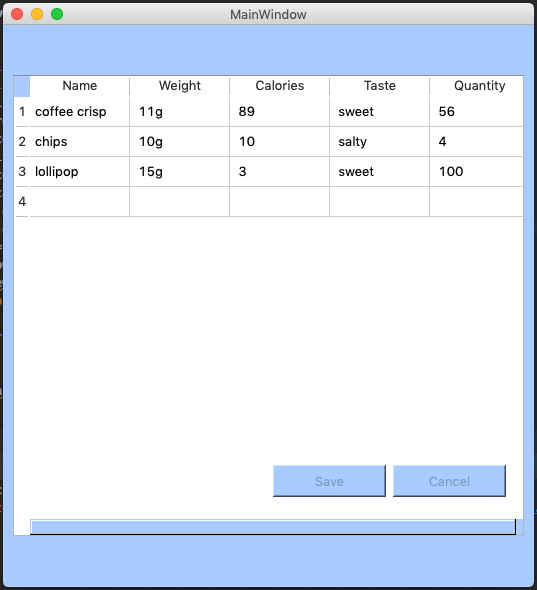 MainWindow
Name Weight Calories Taste Quantity
1 coffee crisp 11g 89 sweet 56
2 chips 10g 10 salty 4
3 lollipop 15g 3 sweet 100
4
Save Cancel